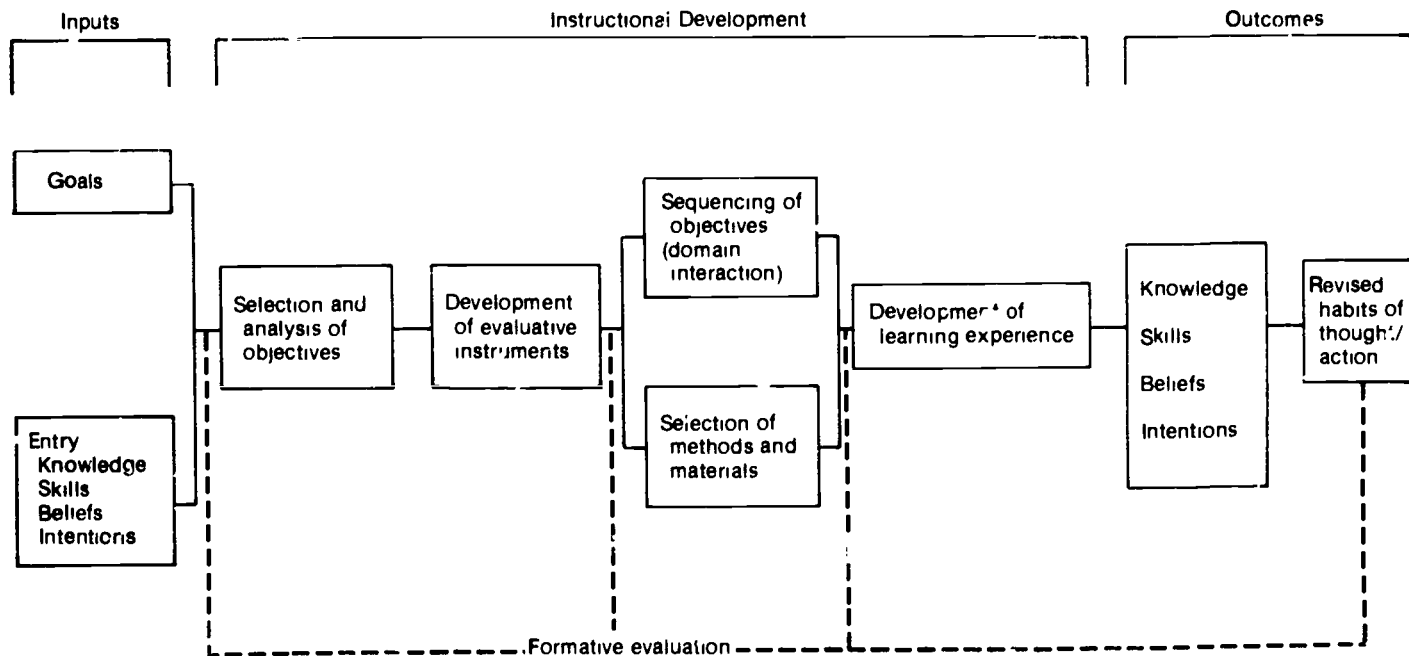 Inputs
Instructional Development
Outcomes
Goals
Entry
Knowledge
Skills
Beliefs
Intentions
Selection and
analysis of
objectives
Development
of evaluative
instruments
Sequencing of
objectives
(domain
interaction)
Selection of
methods and
materials
Development of
learning experience
Knowledge
Skills
Beliefs
Intentions
Revised
habits of
thought/
action
Formative evaluation